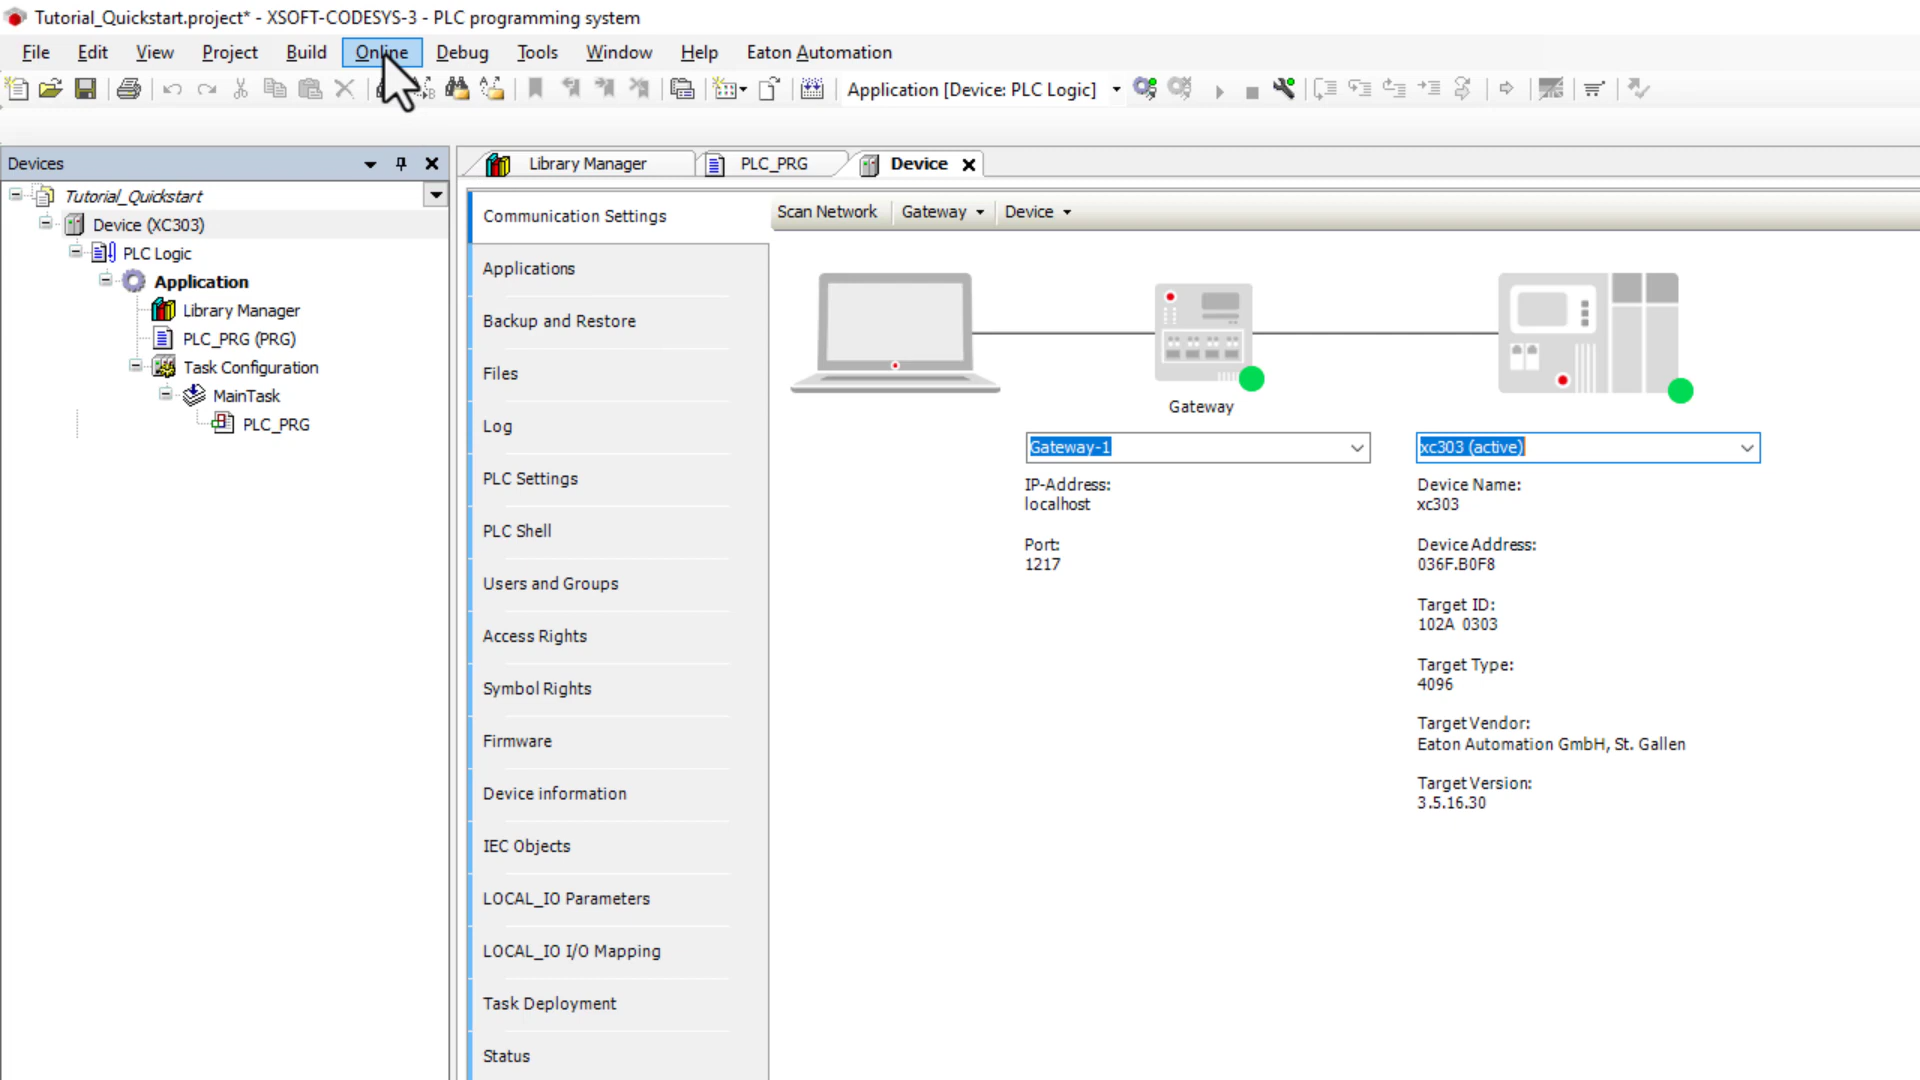 Tutorial_Quickstart.project* - XSOFT-CODESYS-3 - PLC programming system
File Edit View Project Build Online Debug Tools Window Help Eaton Automation
Application [Device: PLC Logic]
Devices
Library Manager PLC_PRG Device
Tutorial_Quickstart
Device (XC303)
PLC Logic
Application
Library Manager
PLC_PRG (PRG)
Task Configuration
MainTask
PLC_PRG
Communication Settings
Applications
Backup and Restore
Files
Log
PLC Settings
PLC Shell
Users and Groups
Access Rights
Symbol Rights
Firmware
Device information
IEC Objects
LOCAL_IO Parameters
LOCAL_IO I/O Mapping
Task Deployment
Status
Scan Network Gateway Device
Gateway
Gateway-1
IP-Address:
localhost
Port:
1217
xc303 (active)
Device Name:
xc303
Device Address:
036F.B0F8
Target ID:
102A 0303
Target Type:
4096
Target Vendor:
Eaton Automation GmbH, St. Gallen
Target Version:
3.5.16.30